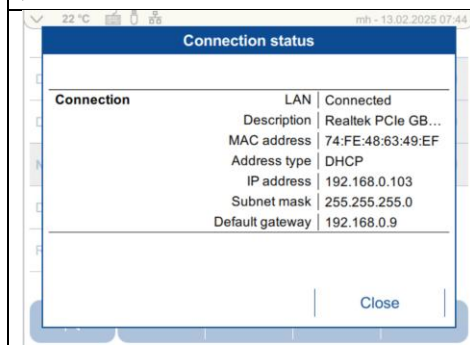 22 °C mh - 13.02.2025 07:44
Connection status
Connection LAN Connected
Description Realtek PCIe GB...
MAC address 74:FE:48:63:49:EF
Address type DHCP
IP address 192.168.0.103
Subnet mask 255.255.255.0
Default gateway 192.168.0.9
Close